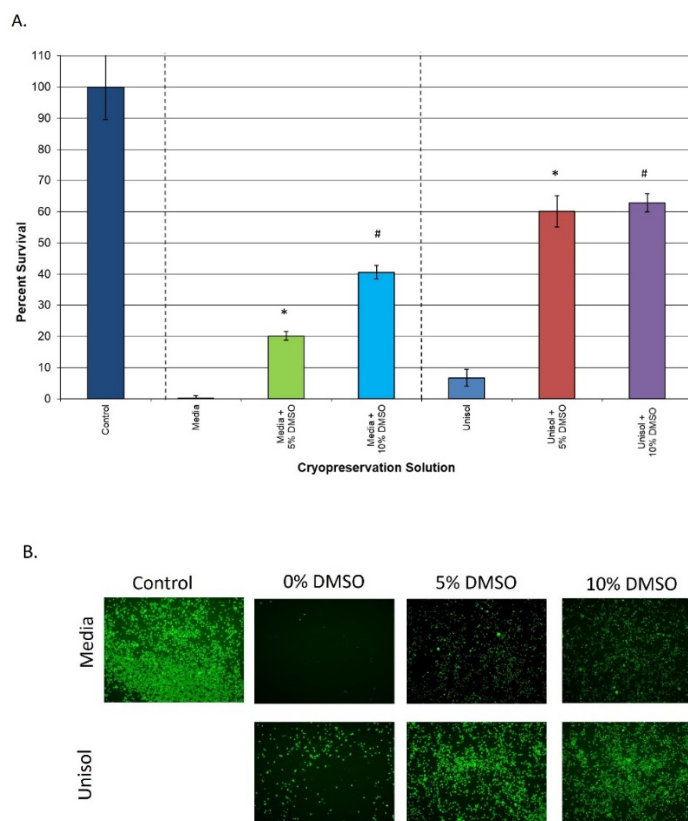 A.
110
100
90
80
70
60
50
40
30
20
10
0
Percent Survival
*
#
*
#
Control
Media
Media +
5% DMSO
Media +
10% DMSO
Unisol
Unisol +
5% DMSO
Unisol +
10% DMSO
Cryopreservation Solution
B.
Control
0% DMSO
5% DMSO
10% DMSO
Media
Unisol